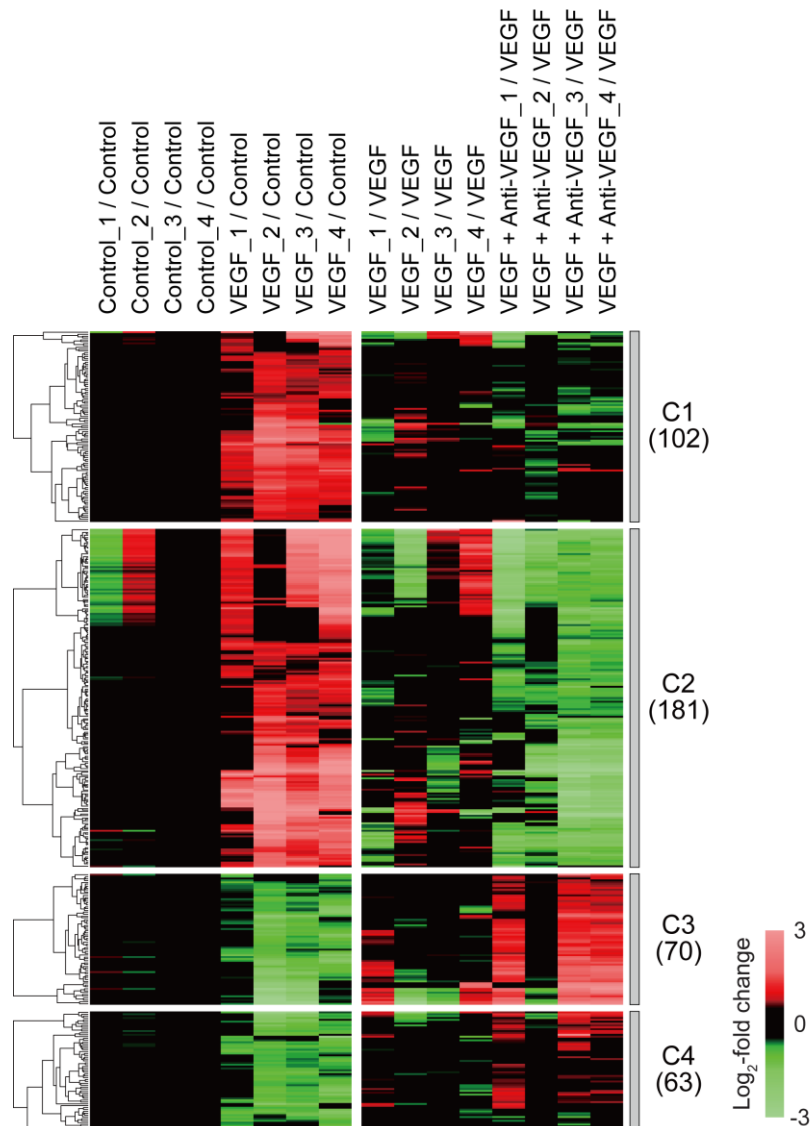 Control_1 / Control
Control_2 / Control
Control_3 / Control
Control_4 / Control
VEGF_1 / Control
VEGF_2 / Control
VEGF_3 / Control
VEGF_4 / Control
VEGF_1 / VEGF
VEGF_2 / VEGF
VEGF_3 / VEGF
VEGF_4 / VEGF
VEGF + Anti-VEGF_1 / VEGF
VEGF + Anti-VEGF_2 / VEGF
VEGF + Anti-VEGF_3 / VEGF
VEGF + Anti-VEGF_4 / VEGF
C1
(102)
C2
(181)
C3
(70)
C4
(63)
Log₂-fold change
3
0
-3